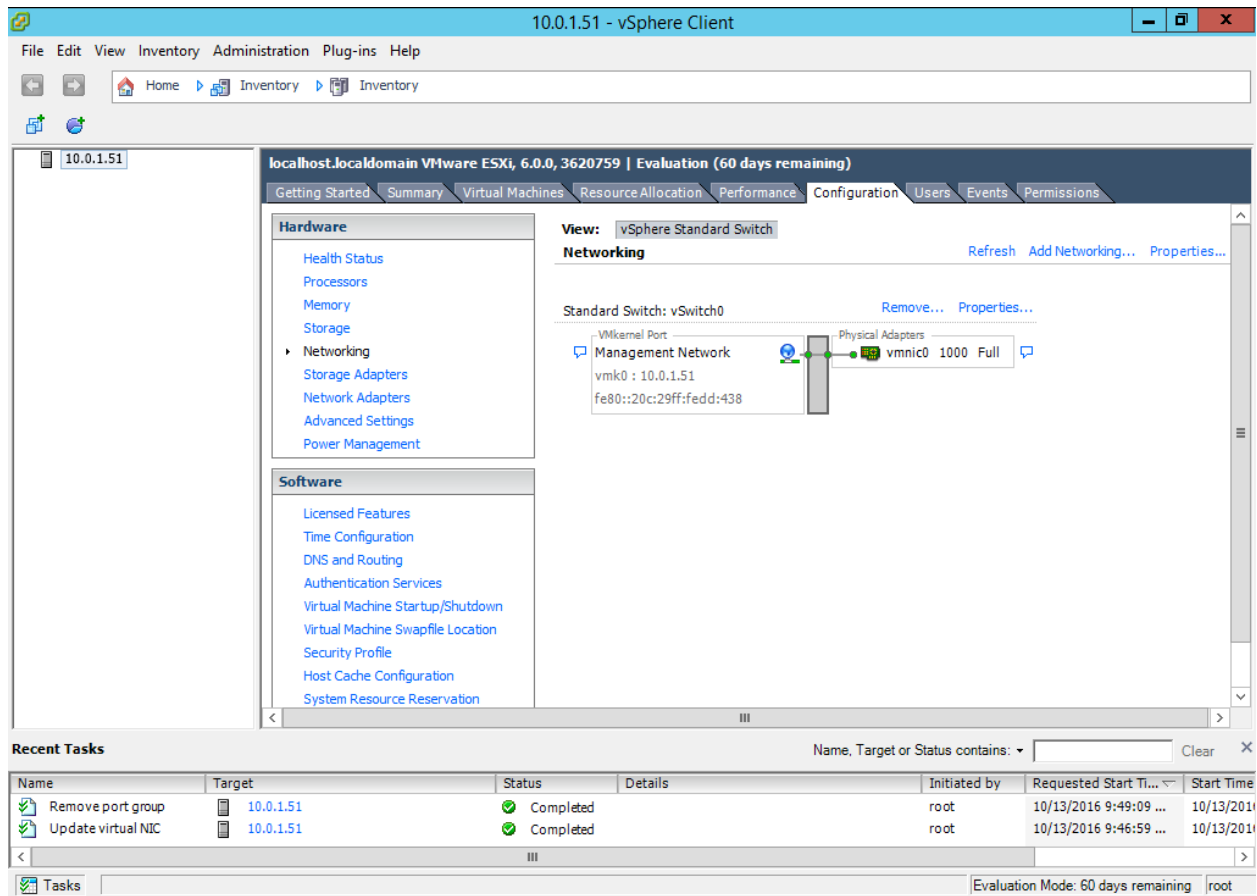 10.0.1.51 - vSphere Client
File Edit View Inventory Administration Plug-ins Help
Home Inventory Inventory
10.0.1.51
localhost.localdomain VMware ESXi, 6.0.0, 3620759 | Evaluation (60 days remaining)
Getting Started Summary Virtual Machines Resource Allocation Performance Configuration Users Events Permissions
Hardware
Health Status
Processors
Memory
Storage
Networking
Storage Adapters
Network Adapters
Advanced Settings
Power Management
Software
Licensed Features
Time Configuration
DNS and Routing
Authentication Services
Virtual Machine Startup/Shutdown
Virtual Machine Swapfile Location
Security Profile
Host Cache Configuration
System Resource Reservation
View: vSphere Standard Switch
Networking Refresh Add Networking... Properties...
Standard Switch: vSwitch0 Remove... Properties...
VMkernel Port Physical Adapters
Management Network vmnic0 1000 Full
vmk0 : 10.0.1.51
fe80::20c:29ff:fedd:438
Recent Tasks Name, Target or Status contains: Clear
Name Target Status Details Initiated by Requested Start Ti... Start Time
Remove port group 10.0.1.51 Completed root 10/13/2016 9:49:09 ... 10/13/201
Update virtual NIC 10.0.1.51 Completed root 10/13/2016 9:46:59 ... 10/13/201
Tasks Evaluation Mode: 60 days remaining root